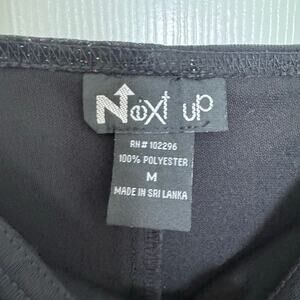 Next up
RN# 102296
100% POLYESTER
M
MADE IN SRI LANKA